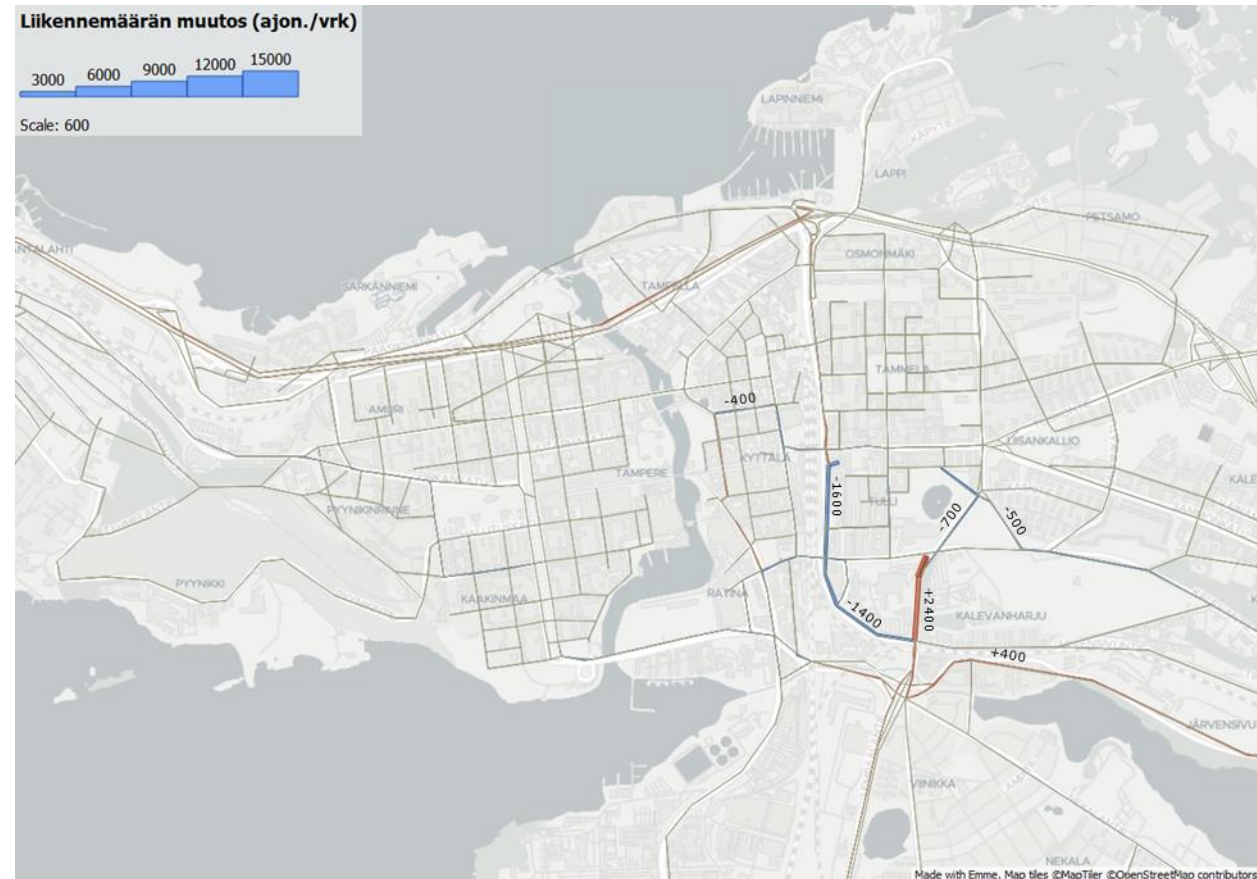 Liikennemäärän muutos (ajon./vrk)
3000 6000 9000 12000 15000
Scale: 600
LAPINNIEMI
KÄPYTIE
LAPPI
PETSAMO
ANTALAHTI
OSMONMÄKI
SÄRKÄNNIEMI
TAMPELLA
TAMMELA
-400
AMURI
LIISANKALLIO
KYTTÄLÄ
TAMPERE
-1600
TULLI
-700
-500
PYYNIKINRINNE
PYYNIKKI
RATINA
KAAKINMAA
-1400
+2400
KALEVANHARJU
+400
JÄRVENSIVU
VIINIKKA
NEKALA
Made with Emme. Map tiles ©MapTiler ©OpenStreetMap contributors